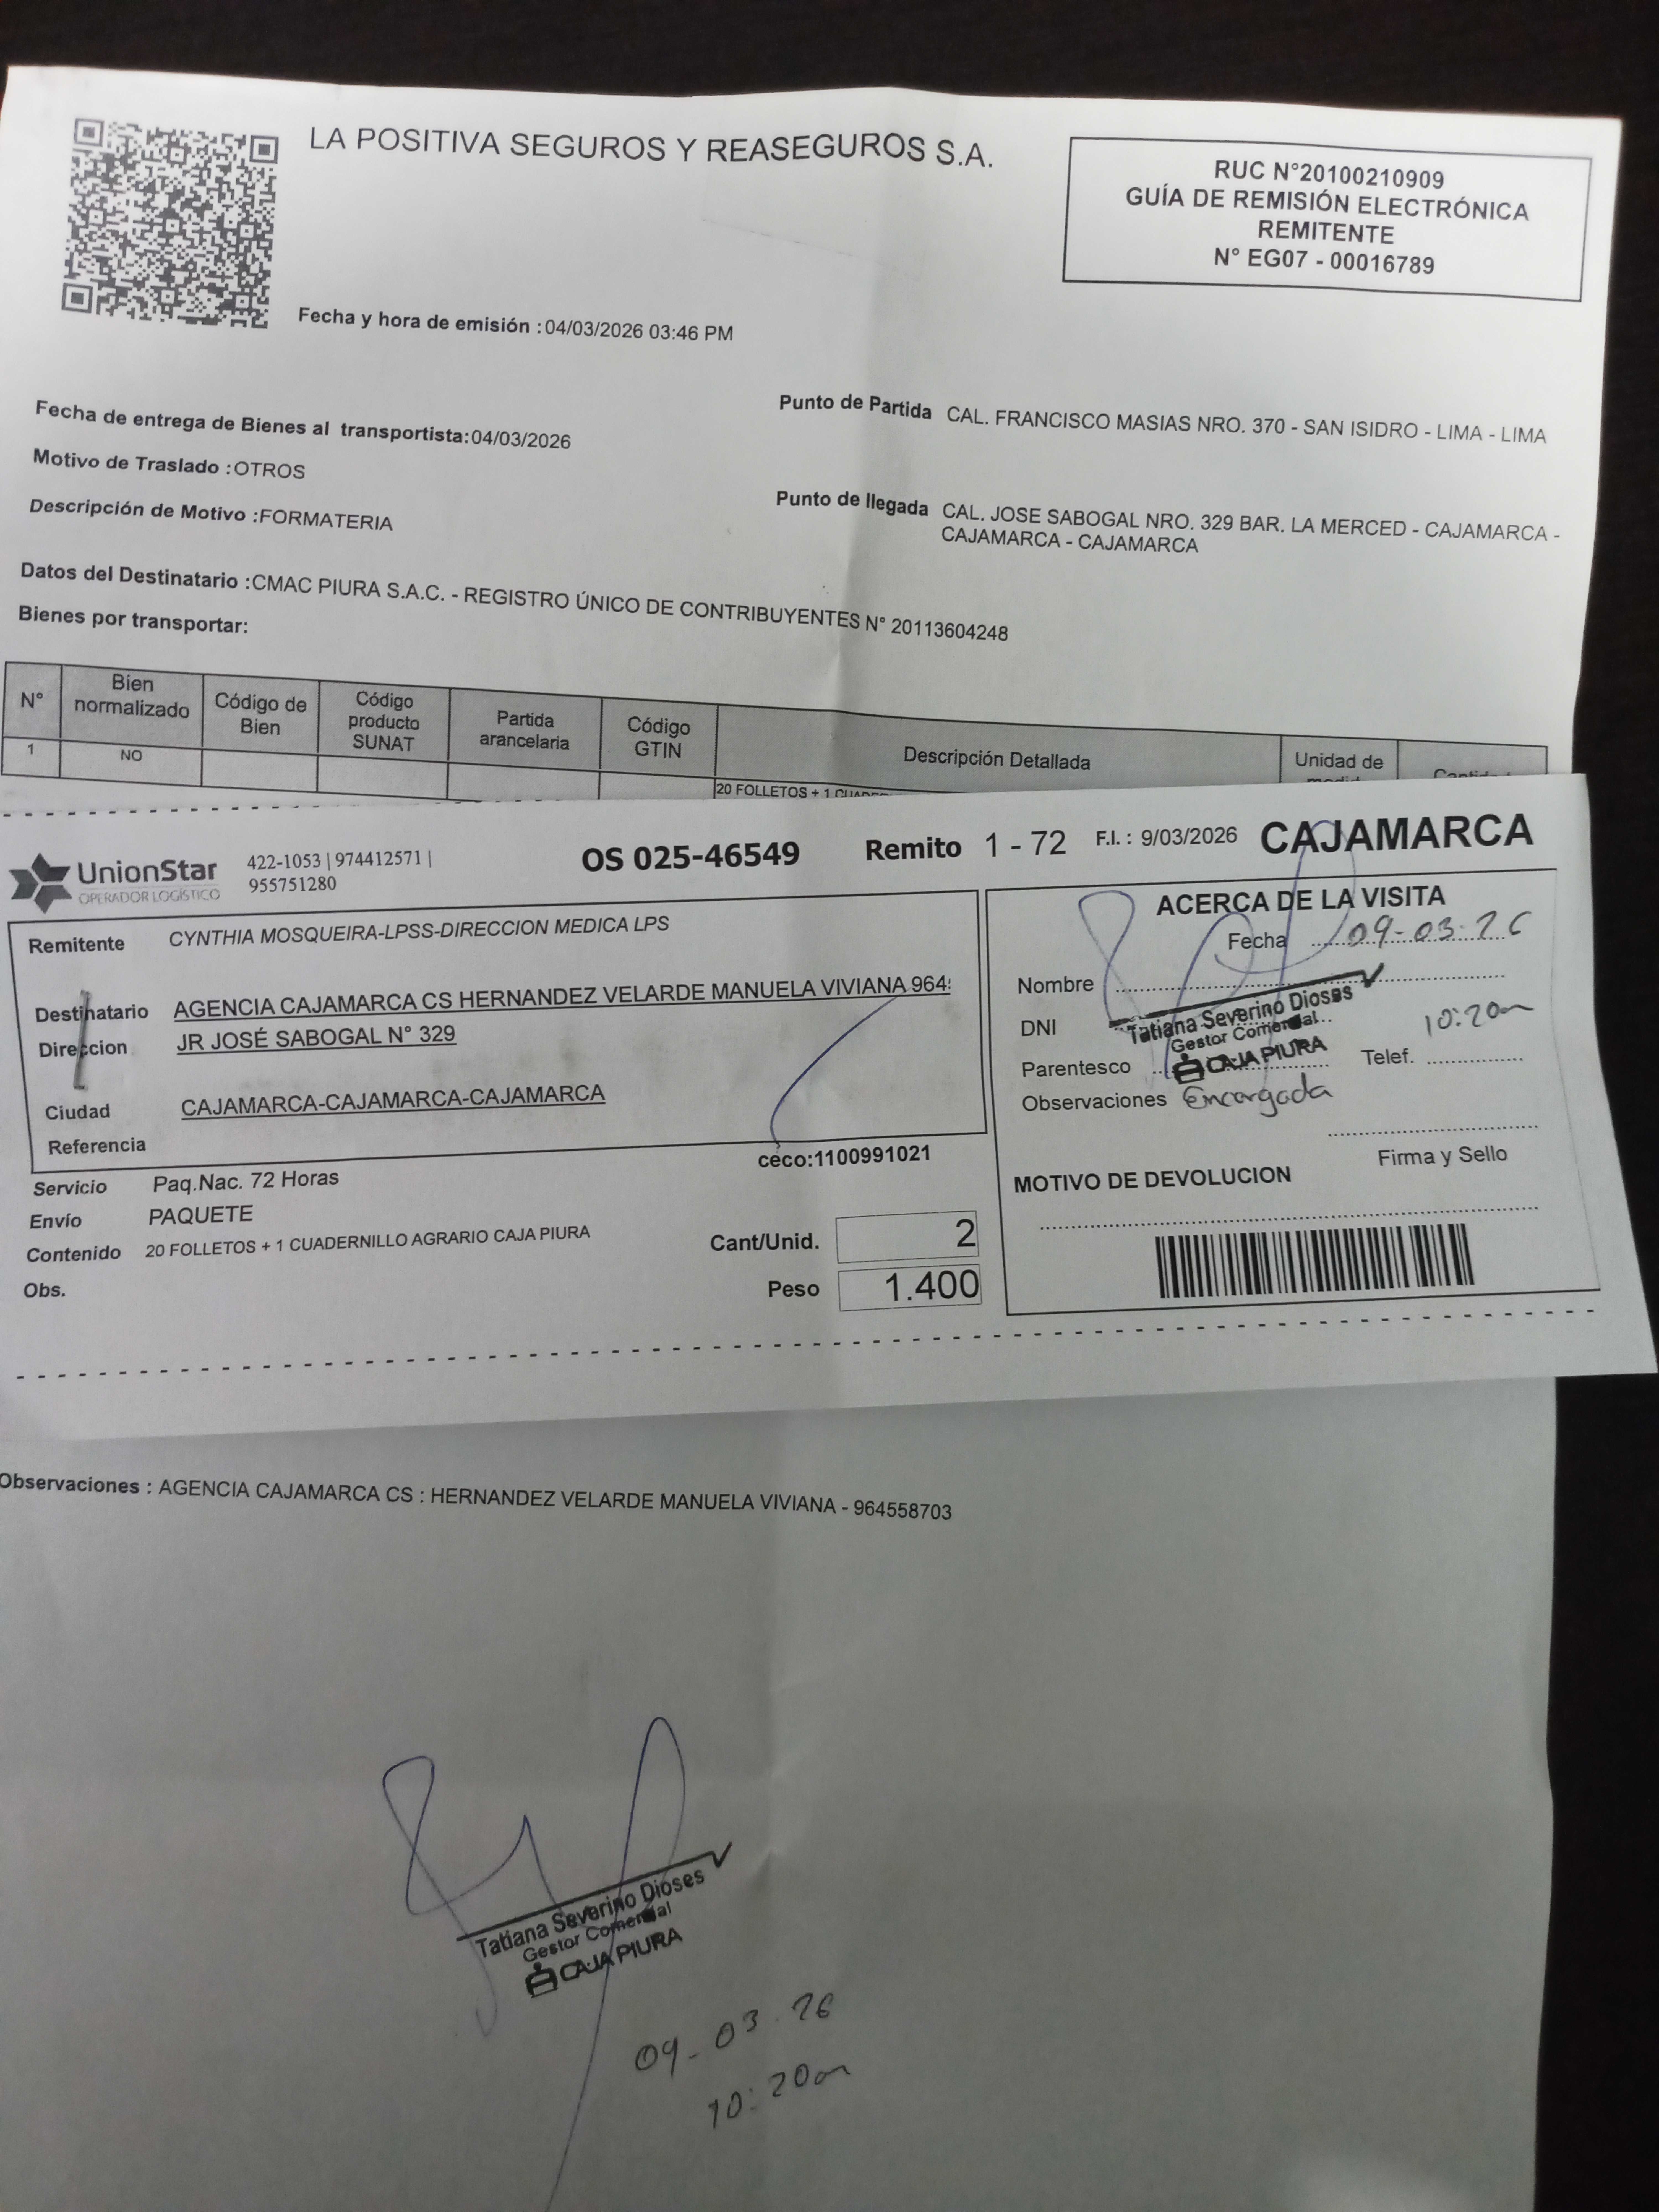 LA POSITIVA SEGUROS Y REASEGUROS S.A.
RUC N°20100210909
GUÍA DE REMISIÓN ELECTRÓNICA
REMITENTE
N° EG07 - 00016789
Fecha y hora de emisión :04/03/2026 03:46 PM
Fecha de entrega de Bienes al transportista:04/03/2026
Motivo de Traslado :OTROS
Descripción de Motivo :FORMATERIA
Punto de Partida CAL. FRANCISCO MASIAS NRO. 370 - SAN ISIDRO - LIMA - LIMA
Punto de llegada CAL. JOSE SABOGAL NRO. 329 BAR. LA MERCED - CAJAMARCA -
CAJAMARCA - CAJAMARCA
Datos del Destinatario :CMAC PIURA S.A.C. - REGISTRO ÚNICO DE CONTRIBUYENTES N° 20113604248
Bienes por transportar:
N° Bien normalizado Código de Bien Código producto SUNAT Partida arancelaria Código GTIN Descripción Detallada Unidad de
1 NO 20 FOLLETOS + 1
UnionStar
OPERADOR LOGÍSTICO
422-1053 | 974412571 |
955751280
OS 025-46549 Remito 1 - 72 F.I. : 9/03/2026 CAJAMARCA
Remitente CYNTHIA MOSQUEIRA-LPSS-DIRECCION MEDICA LPS
Destinatario AGENCIA CAJAMARCA CS HERNANDEZ VELARDE MANUELA VIVIANA 964
Direccion JR JOSÉ SABOGAL N° 329
Ciudad CAJAMARCA-CAJAMARCA-CAJAMARCA
Referencia
ceco:1100991021
Servicio Paq.Nac. 72 Horas
Envío PAQUETE
Contenido 20 FOLLETOS + 1 CUADERNILLO AGRARIO CAJA PIURA
Obs.
Cant/Unid. 2
Peso 1.400
ACERCA DE LA VISITA
Fecha 09-03-26
Nombre
DNI
Tatiana Severino Dioses
Gestor Comercial
CAJA PIURA
10:20am
Parentesco Telef.
Observaciones Encargada
Firma y Sello
MOTIVO DE DEVOLUCION
Observaciones : AGENCIA CAJAMARCA CS : HERNANDEZ VELARDE MANUELA VIVIANA - 964558703
Tatiana Severino Dioses
Gestor Comercial
CAJA PIURA
09-03-26
10:20am